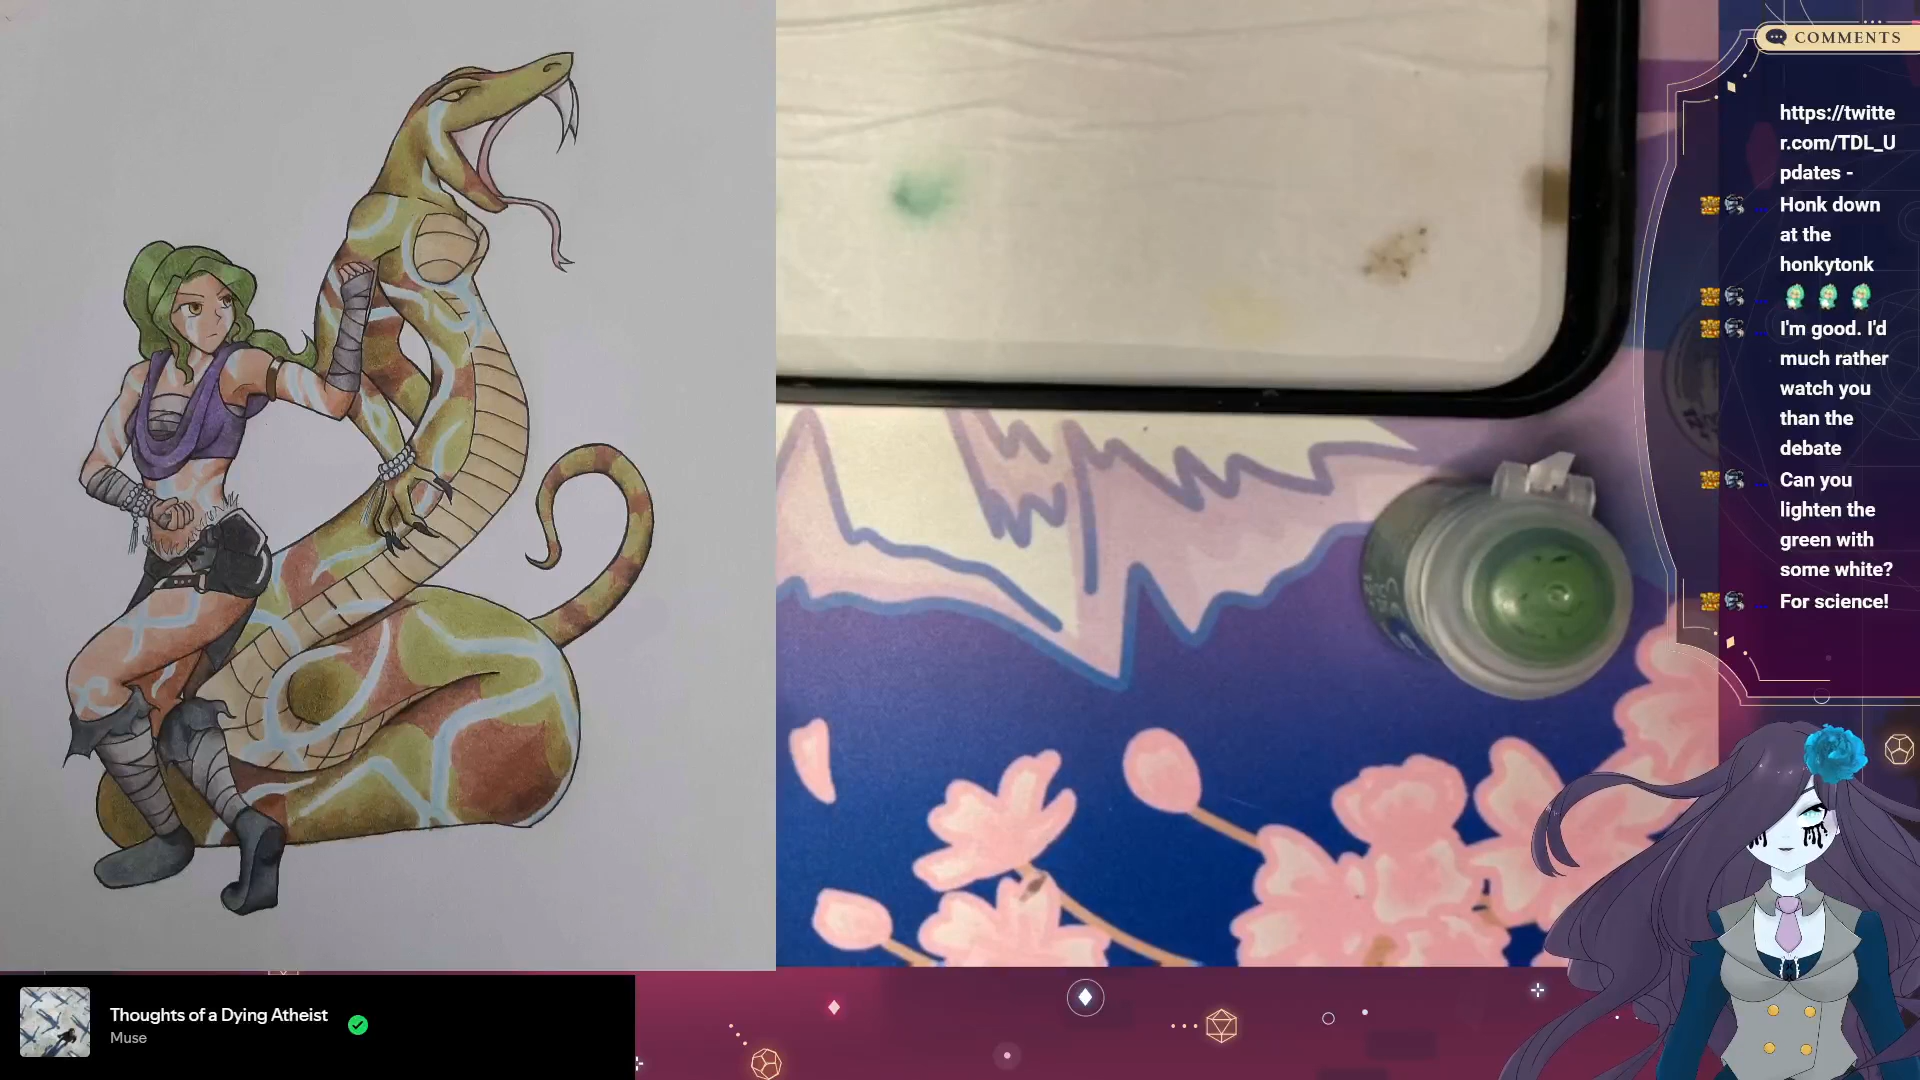 COMMENTS
https://twitte
r.com/TDL_U
pdates -
Honk down
at the
honkytonk
I'm good. I'd
much rather
watch you
than the
debate
Can you
lighten the
green with
some white?
For science!
Thoughts of a Dying Atheist
Muse